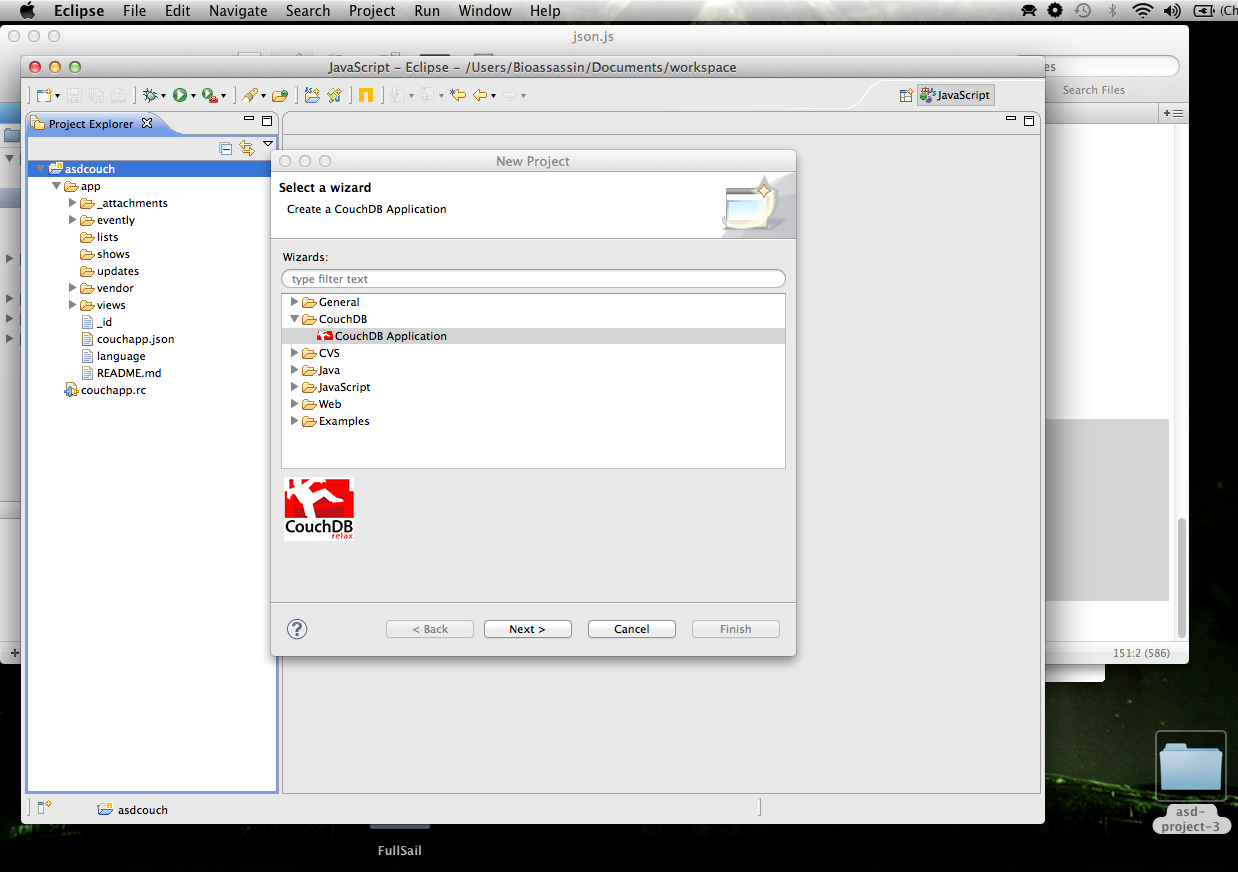 Eclipse File Edit Navigate Search Project Run Window Help (Ch
json.js
JavaScript – Eclipse – /Users/Bioassassin/Documents/workspace
es
JavaScript
Search Files
Project Explorer
asdcouch
app
_attachments
evently
lists
shows
updates
vendor
views
_id
couchapp.json
language
README.md
couchapp.rc
New Project
Select a wizard
Create a CouchDB Application
Wizards:
type filter text
General
CouchDB
CouchDB Application
CVS
Java
JavaScript
Web
Examples
CouchDB
relax
? < Back Next > Cancel Finish
151:2 (586)
asdcouch
asd-
project-3
FullSail